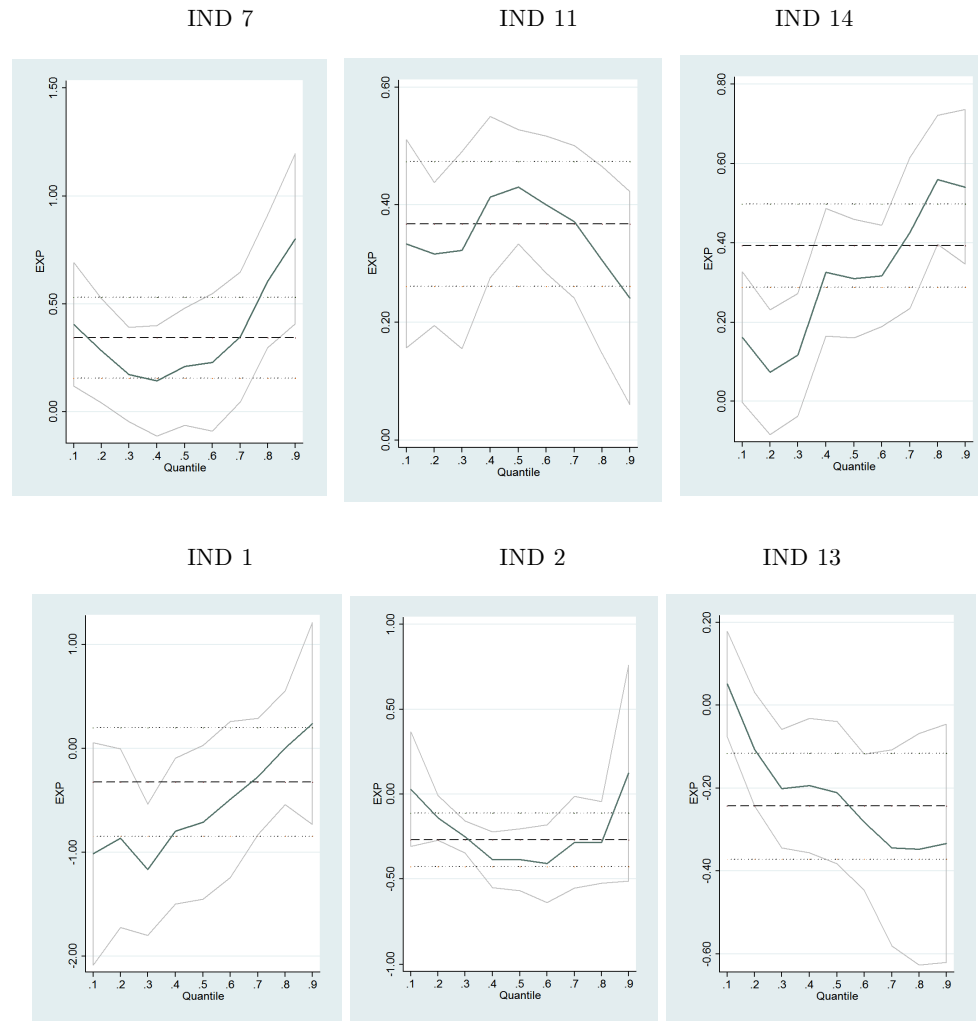 IND 7
IND 11
IND 14
EXP
1.50
1.00
0.50
0.00
.1 .2 .3 .4 .5 .6 .7 .8 .9
Quantile
EXP
0.60
0.40
0.20
0.00
.1 .2 .3 .4 .5 .6 .7 .8 .9
Quantile
EXP
0.80
0.60
0.40
0.20
0.00
.1 .2 .3 .4 .5 .6 .7 .8 .9
Quantile
IND 1
IND 2
IND 13
EXP
1.00
0.00
-1.00
-2.00
.1 .2 .3 .4 .5 .6 .7 .8 .9
Quantile
EXP
1.00
0.50
0.00
-0.50
-1.00
.1 .2 .3 .4 .5 .6 .7 .8 .9
Quantile
EXP
0.20
0.00
-0.20
-0.40
-0.60
.1 .2 .3 .4 .5 .6 .7 .8 .9
Quantile